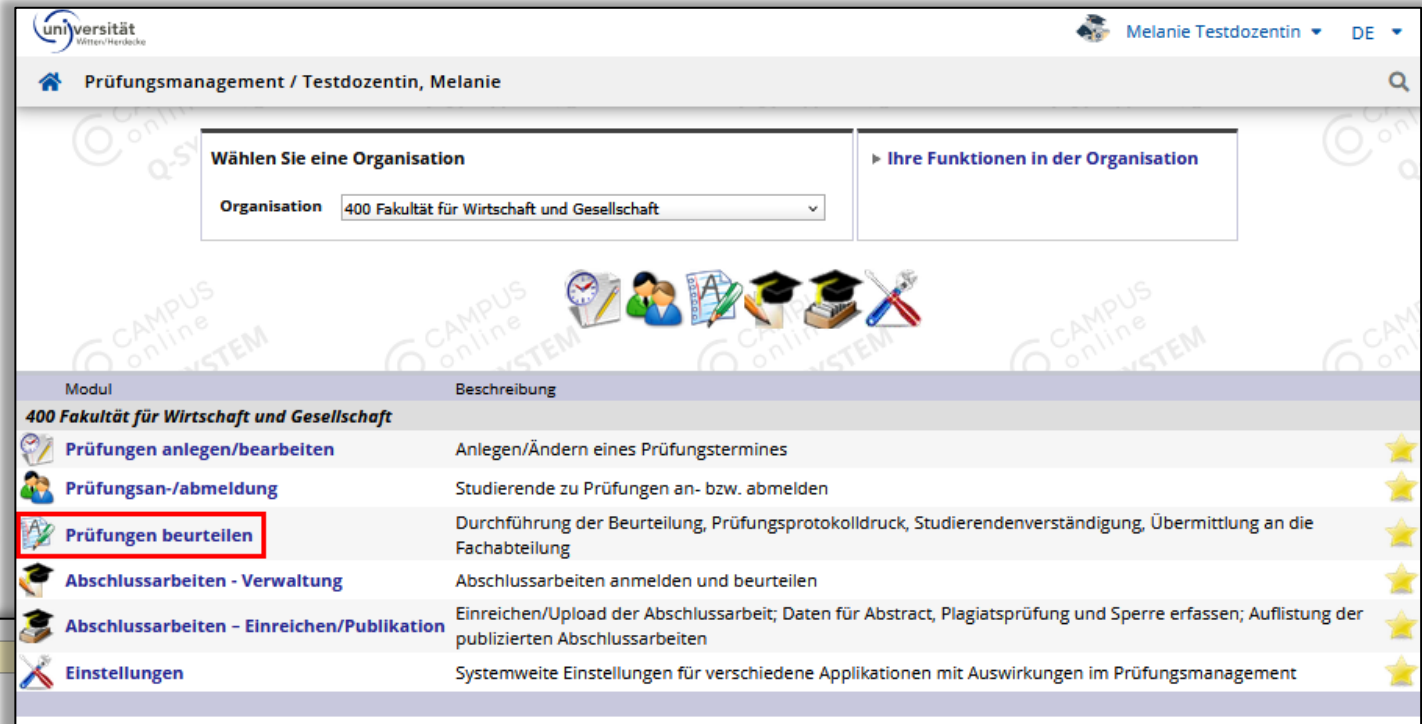 universität
Witten/Herdecke
Melanie Testdozentin DE
Prüfungsmanagement / Testdozentin, Melanie
Wählen Sie eine Organisation
Organisation 400 Fakultät für Wirtschaft und Gesellschaft
Ihre Funktionen in der Organisation
CAMPUS online Q-SYSTEM
Modul Beschreibung
400 Fakultät für Wirtschaft und Gesellschaft
Prüfungen anlegen/bearbeiten Anlegen/Ändern eines Prüfungstermines
Prüfungsan-/abmeldung Studierende zu Prüfungen an- bzw. abmelden
Prüfungen beurteilen Durchführung der Beurteilung, Prüfungsprotokolldruck, Studierendenverständigung, Übermittlung an die
Fachabteilung
Abschlussarbeiten - Verwaltung Abschlussarbeiten anmelden und beurteilen
Abschlussarbeiten – Einreichen/Publikation Einreichen/Upload der Abschlussarbeit; Daten für Abstract, Plagiatsprüfung und Sperre erfassen; Auflistung der
publizierten Abschlussarbeiten
Einstellungen Systemweite Einstellungen für verschiedene Applikationen mit Auswirkungen im Prüfungsmanagement